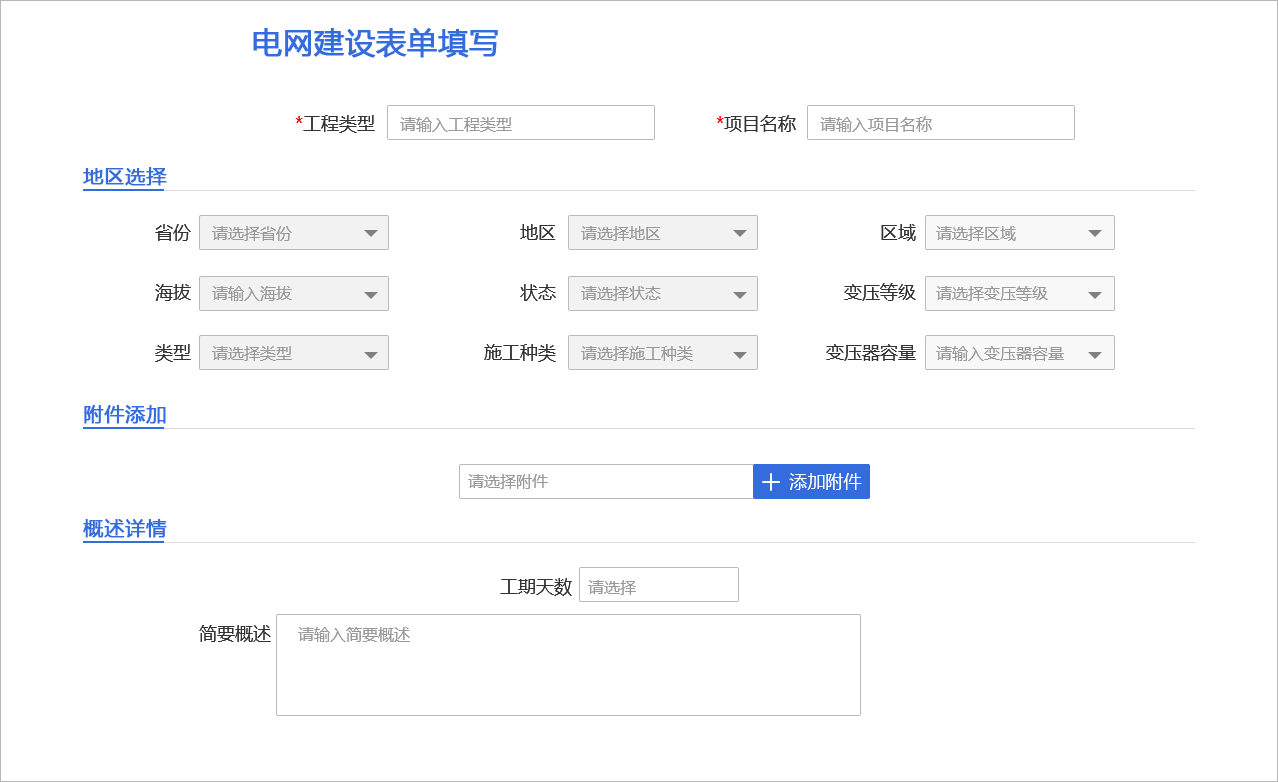 电网建设表单填写
*工程类型 请输入工程类型 *项目名称 请输入项目名称
地区选择
省份 请选择省份 地区 请选择地区 区域 请选择区域
海拔 请输入海拔 状态 请选择状态 变压等级 请选择变压等级
类型 请选择类型 施工种类 请选择施工种类 变压器容量 请输入变压器容量
附件添加
请选择附件 添加附件
概述详情
工期天数 请选择
简要概述 请输入简要概述